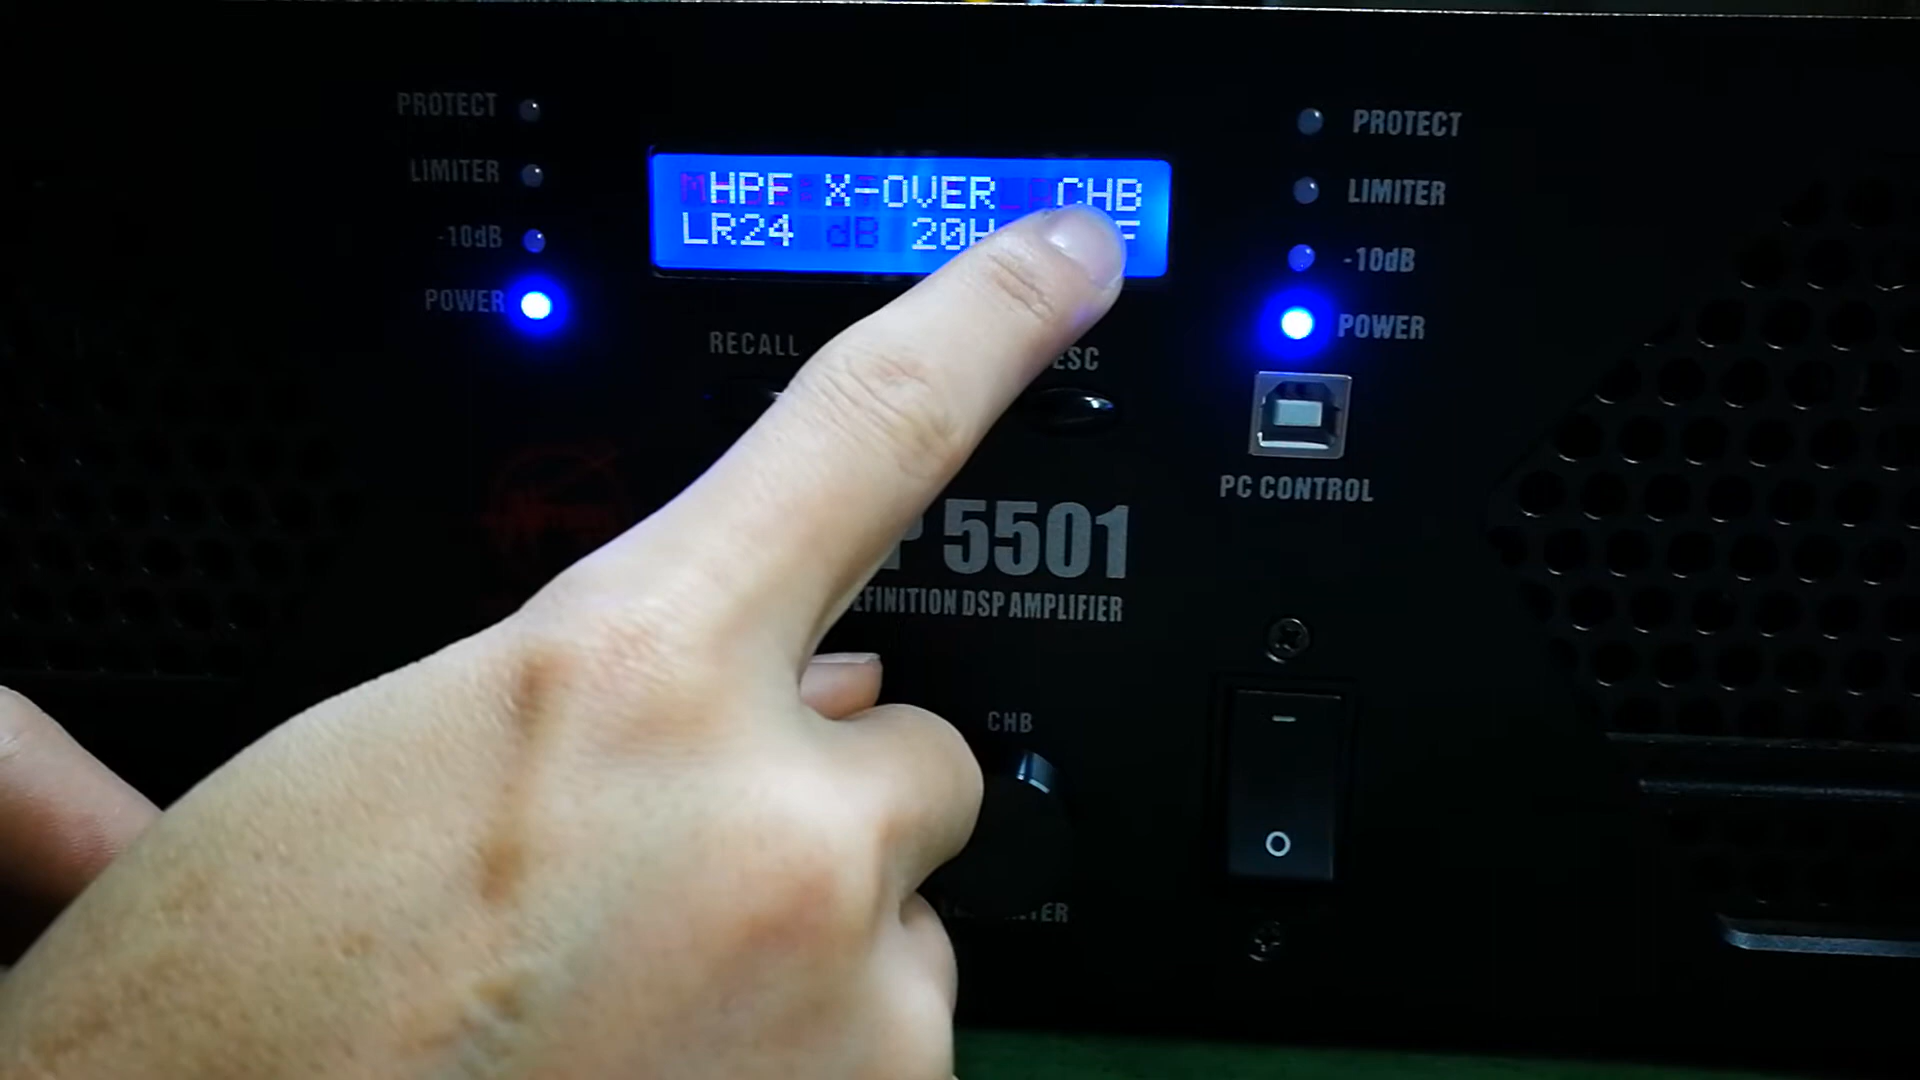 PROTECT
LIMITER
-10dB
POWER
HPF X-OVER CHB
LR24 dB 20H F
PROTECT
LIMITER
-10dB
POWER
RECALL
ESC
PC CONTROL
P 5501
EFINITION DSP AMPLIFIER
CHB
O